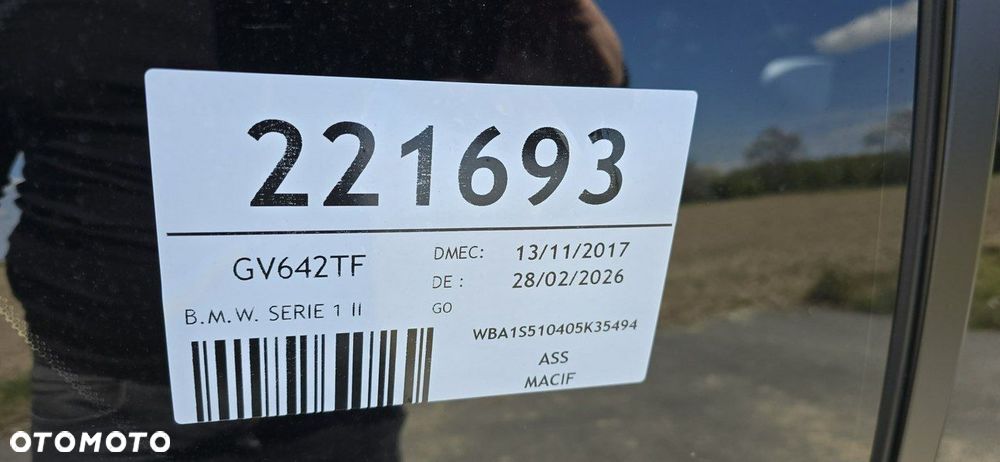 221693
GV642TF
DMEC: 13/11/2017
DE : 28/02/2026
B.M.W. SERIE 1 II
GO
WBA1S510405K35494
ASS
MACIF
OTOMOTO